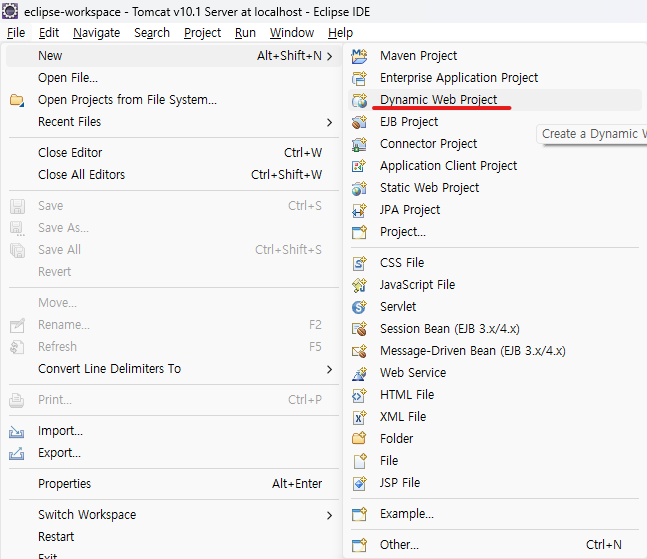 eclipse-workspace - Tomcat v10.1 Server at localhost - Eclipse IDE
File Edit Navigate Search Project Run Window Help
New Alt+Shift+N >
Open File...
Open Projects from File System...
Recent Files >
Close Editor Ctrl+W
Close All Editors Ctrl+Shift+W
Save Ctrl+S
Save As...
Save All Ctrl+Shift+S
Revert
Move...
Rename... F2
Refresh F5
Convert Line Delimiters To >
Print... Ctrl+P
Import...
Export...
Properties Alt+Enter
Switch Workspace >
Restart
Exit
Maven Project
Enterprise Application Project
Dynamic Web Project
EJB Project
Create a Dynamic W
Connector Project
Application Client Project
Static Web Project
JPA Project
Project...
CSS File
JavaScript File
Servlet
Session Bean (EJB 3.x/4.x)
Message-Driven Bean (EJB 3.x/4.x)
Web Service
HTML File
XML File
Folder
File
JSP File
Example...
Other... Ctrl+N